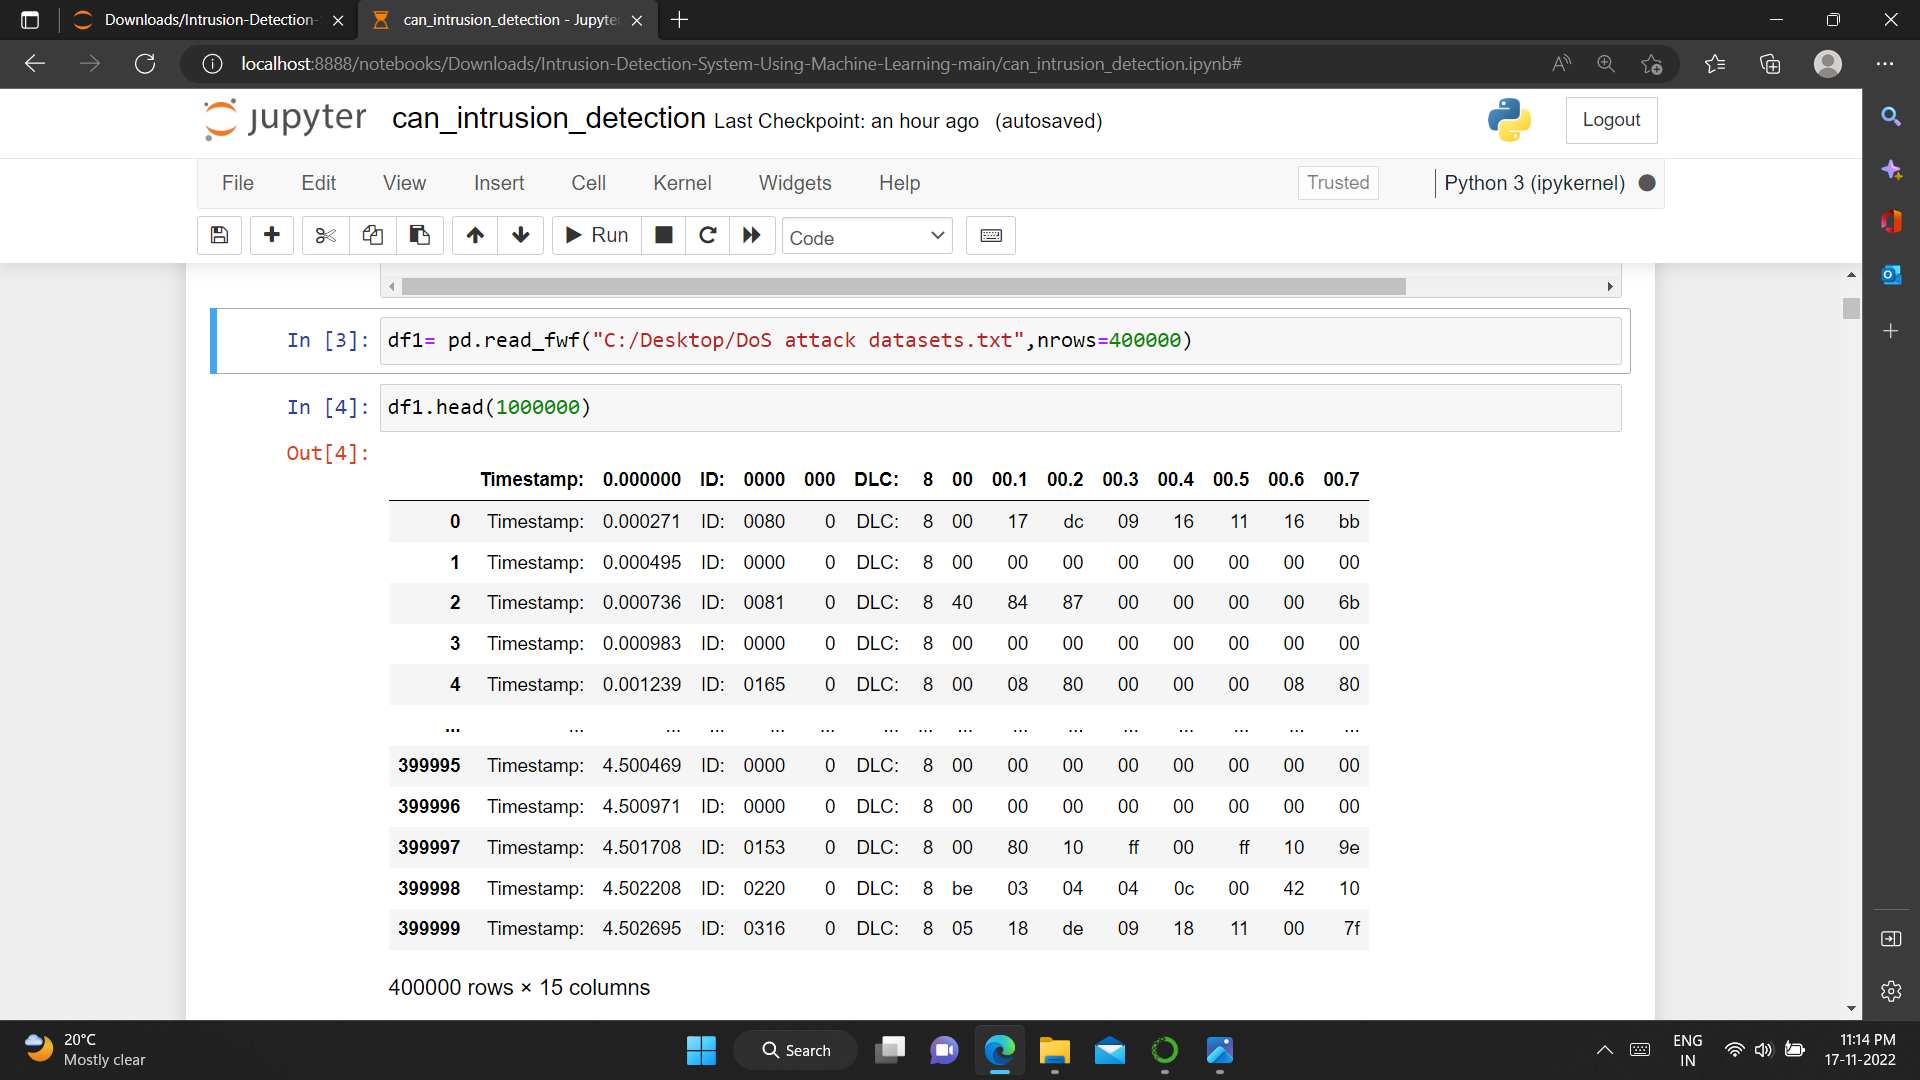 Downloads/Intrusion-Detection-
can_intrusion_detection - Jupyte
localhost:8888/notebooks/Downloads/Intrusion-Detection-System-Using-Machine-Learning-main/can_intrusion_detection.ipynb#
jupyter can_intrusion_detection Last Checkpoint: an hour ago (autosaved)
Logout
File Edit View Insert Cell Kernel Widgets Help
Trusted
Python 3 (ipykernel)
Run
Code
In [3]: df1= pd.read_fwf("C:/Desktop/DoS attack datasets.txt",nrows=400000)
In [4]: df1.head(1000000)
Out[4]:
Timestamp: 0.000000 ID: 0000 000 DLC: 8 00 00.1 00.2 00.3 00.4 00.5 00.6 00.7
0 Timestamp: 0.000271 ID: 0080 0 DLC: 8 00 17 dc 09 16 11 16 bb
1 Timestamp: 0.000495 ID: 0000 0 DLC: 8 00 00 00 00 00 00 00 00
2 Timestamp: 0.000736 ID: 0081 0 DLC: 8 40 84 87 00 00 00 00 6b
3 Timestamp: 0.000983 ID: 0000 0 DLC: 8 00 00 00 00 00 00 00 00
4 Timestamp: 0.001239 ID: 0165 0 DLC: 8 00 08 80 00 00 00 08 80
... ... ... ... ... ... ... ... ... ... ... ... ... ... ... ...
399995 Timestamp: 4.500469 ID: 0000 0 DLC: 8 00 00 00 00 00 00 00 00
399996 Timestamp: 4.500971 ID: 0000 0 DLC: 8 00 00 00 00 00 00 00 00
399997 Timestamp: 4.501708 ID: 0153 0 DLC: 8 00 80 10 ff 00 ff 10 9e
399998 Timestamp: 4.502208 ID: 0220 0 DLC: 8 be 03 04 04 0c 00 42 10
399999 Timestamp: 4.502695 ID: 0316 0 DLC: 8 05 18 de 09 18 11 00 7f
400000 rows × 15 columns
20°C
Mostly clear
Search
ENG
IN
11:14 PM
17-11-2022